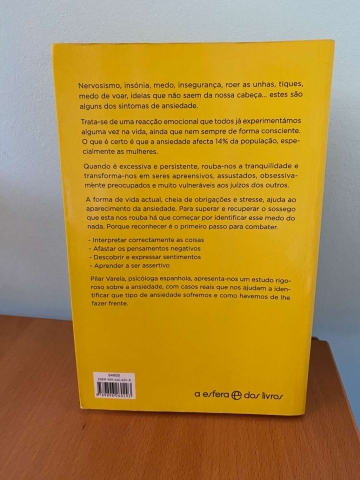 Nervosismo, insónia, medo, insegurança, roer as unhas, tiques,
medo de voar, ideias que não saem da nossa cabeça... estes são
alguns dos sintomas de ansiedade.
Trata-se de uma reacção emocional que todos já experimentámos
alguma vez na vida, ainda que nem sempre de forma consciente.
O que é certo é que a ansiedade afecta 14% da população, espe-
cialmente as mulheres.
Quando é excessiva e persistente, rouba-nos a tranquilidade e
transforma-nos em seres apreensivos, assustados, obsessiva-
mente preocupados e muito vulneráveis aos juízos dos outros.
A forma de vida actual, cheia de obrigações e stresse, ajuda ao
aparecimento da ansiedade. Para superar e recuperar o sossego
que esta nos rouba há que começar por identificar esse medo do
nada. Porque reconhecer é o primeiro passo para combater.
- Interpretar correctamente as coisas
- Afastar os pensamentos negativos
- Descobrir e expressar sentimentos
- Aprender a ser assertivo
Pilar Varela, psicóloga espanhola, apresenta-nos um estudo rigo-
roso sobre a ansiedade, com casos reais que nos ajudam a iden-
tificar que tipo de ansiedade sofremos e como havemos de lhe
fazer frente.
a esfera dos livros